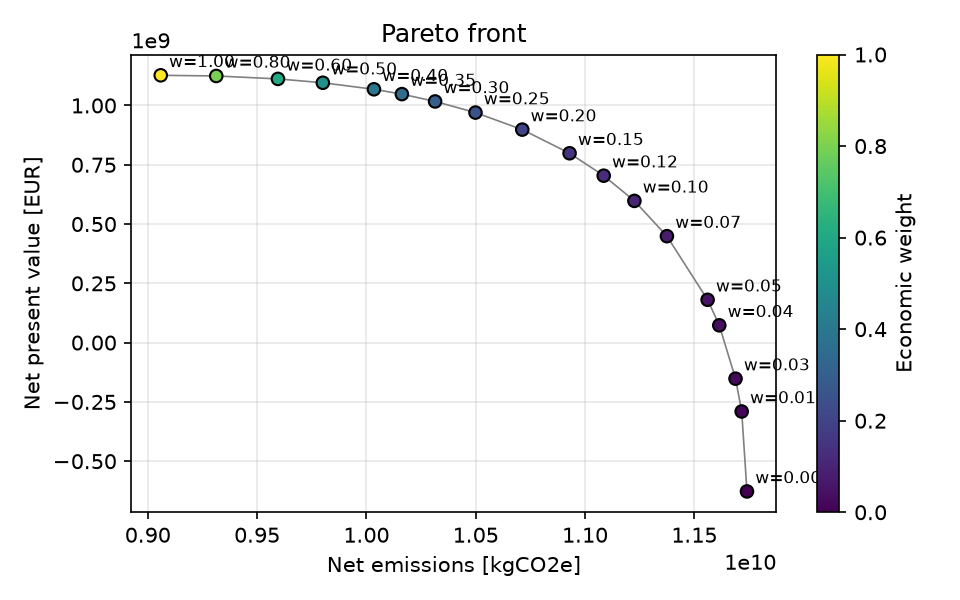 Pareto front
1e9
w=1.00
w=0.80
w=0.60
w=0.50
w=0.40
w=0.35
w=0.30
w=0.25
w=0.20
w=0.15
w=0.12
w=0.10
w=0.07
w=0.05
w=0.04
w=0.03
w=0.01
w=0.00
1.00
0.75
0.50
0.25
0.00
−0.25
−0.50
Net present value [EUR]
0.90 0.95 1.00 1.05 1.10 1.15
1e10
Net emissions [kgCO2e]
1.0
0.8
0.6
0.4
0.2
0.0
Economic weight